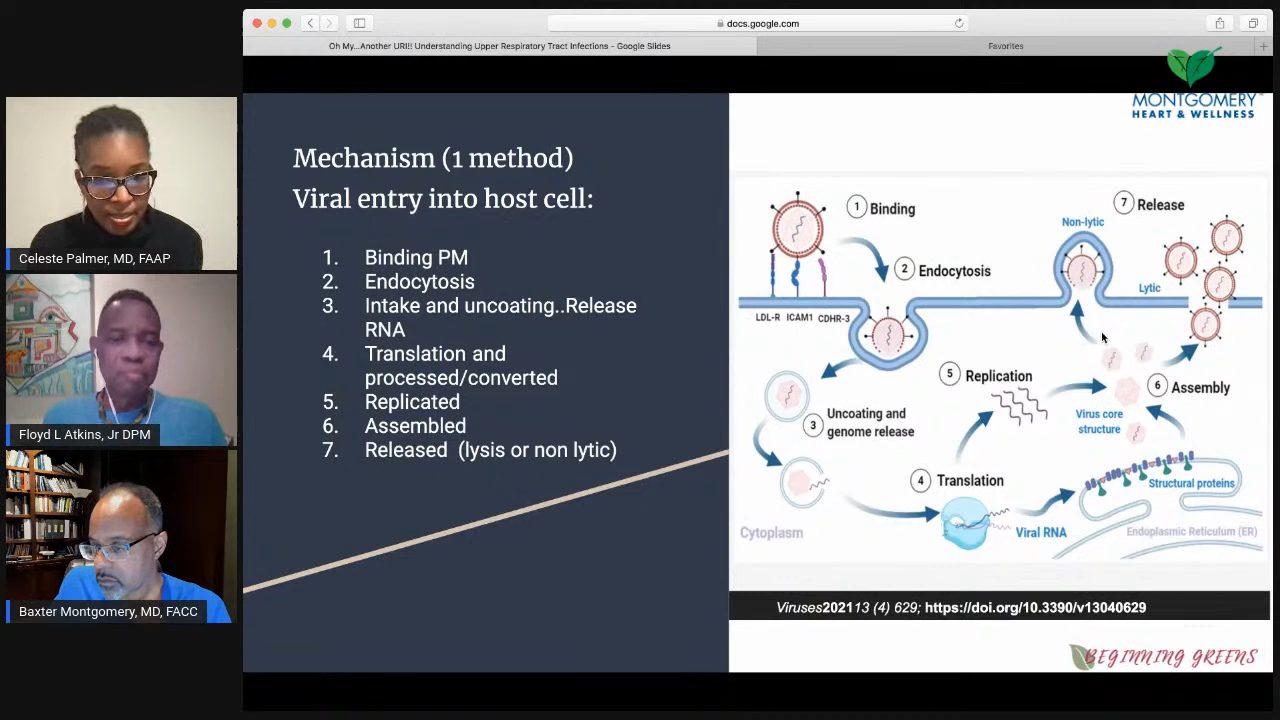 docs.google.com
Oh My...Another URI!! Understanding Upper Respiratory Tract Infections - Google Slides
Favorites
MONTGOMERY
HEART & WELLNESS
Celeste Palmer, MD, FAAP
Floyd L Atkins, Jr DPM
Baxter Montgomery, MD, FACC
Mechanism (1 method)
Viral entry into host cell:
1. Binding PM
2. Endocytosis
3. Intake and uncoating..Release
RNA
4. Translation and
processed/converted
5. Replicated
6. Assembled
7. Released (lysis or non lytic)
1 Binding
2 Endocytosis
7 Release
Non-lytic
Lytic
LDL-R ICAM1 CDHR-3
3 Uncoating and
genome release
5 Replication
6 Assembly
Virus core
structure
4 Translation
Structural proteins
Cytoplasm
Viral RNA
Endoplasmic Reticulum (ER)
Viruses202113 (4) 629; https://doi.org/10.3390/v13040629
BEGINNING GREENS